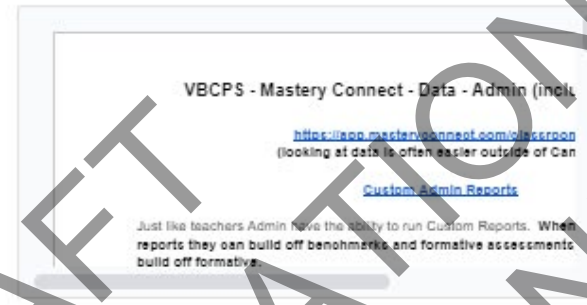 VBCPS - Mastery Connect - Data - Admin (inclu
https://app.masteryconnect.com/classroon
(looking at data is often easier outside of Can
Custom Admin Reports
Just like teachers Admin have the ability to run Custom Reports. When
reports they can build off benchmarks and formative assessments
build off formative.